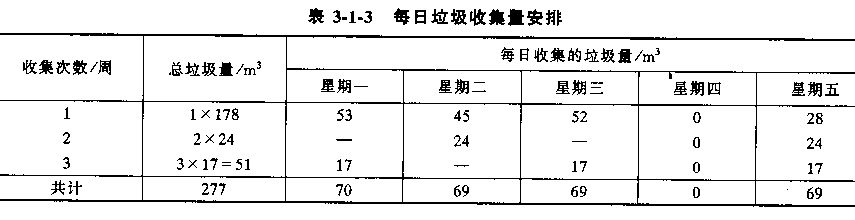 表 3-1-3 每日垃圾收集量安排
收集次数/周 总垃圾量/m³ 每日收集的垃圾量/m³
星期一 星期二 星期三 星期四 星期五
1 1×178 53 45 52 0 28
2 2×24 — 24 — 0 24
3 3×17=51 17 — 17 0 17
共计 277 70 69 69 0 69